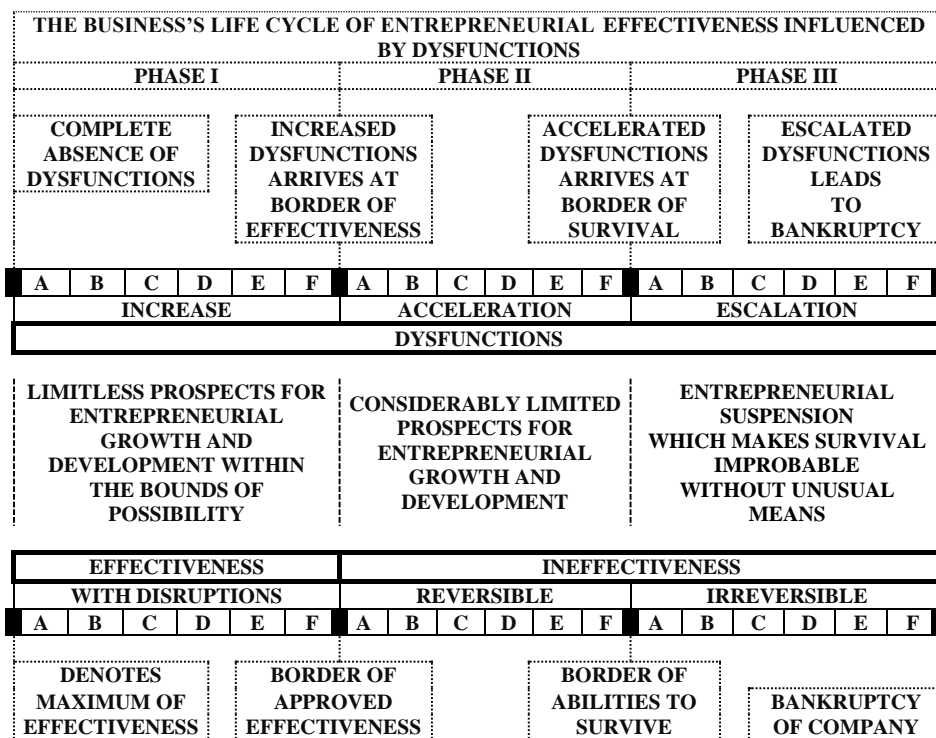 THE BUSINESS'S LIFE CYCLE OF ENTREPRENEURIAL EFFECTIVENESS INFLUENCED
BY DYSFUNCTIONS
PHASE I PHASE II PHASE III
COMPLETE
ABSENCE OF
DYSFUNCTIONS
INCREASED
DYSFUNCTIONS
ARRIVES AT
BORDER OF
EFFECTIVENESS
ACCELERATED
DYSFUNCTIONS
ARRIVES AT
BORDER OF
SURVIVAL
ESCALATED
DYSFUNCTIONS
LEADS
TO
BANKRUPTCY
A B C D E F A B C D E F A B C D E F
INCREASE ACCELERATION ESCALATION
DYSFUNCTIONS
LIMITLESS PROSPECTS FOR
ENTREPRENEURIAL
GROWTH AND
DEVELOPMENT WITHIN
THE BOUNDS OF
POSSIBILITY
CONSIDERABLY LIMITED
PROSPECTS FOR
ENTREPRENEURIAL
GROWTH AND
DEVELOPMENT
ENTREPRENEURIAL
SUSPENSION
WHICH MAKES SURVIVAL
IMPROBABLE
WITHOUT UNUSUAL
MEANS
EFFECTIVENESS INEFFECTIVENESS
WITH DISRUPTIONS REVERSIBLE IRREVERSIBLE
A B C D E F A B C D E F A B C D E F
DENOTES
MAXIMUM OF
EFFECTIVENESS
BORDER OF
APPROVED
EFFECTIVENESS
BORDER OF
ABILITIES TO
SURVIVE
BANKRUPTCY
OF COMPANY